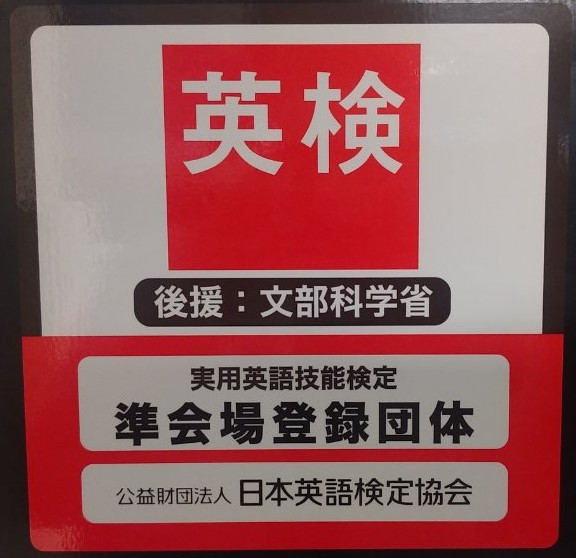 英検
後援：文部科学省
実用英語技能検定
準会場登録団体
公益財団法人 日本英語検定協会